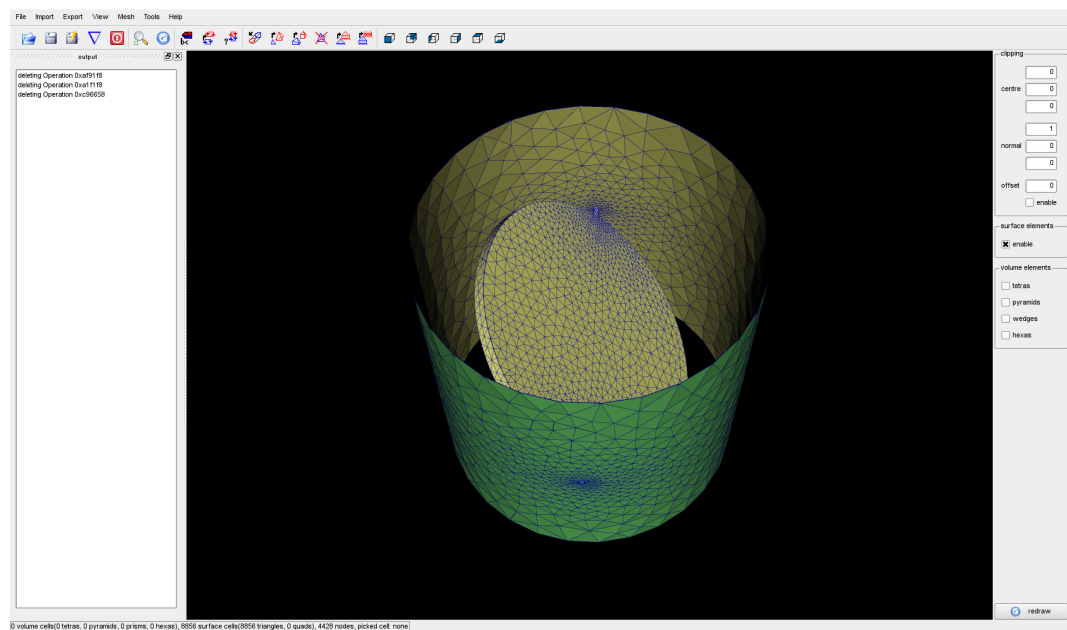 File Import Export View Mesh Tools Help
output
deleting Operation 0xaf91f8
deleting Operation 0xa1f1f8
deleting Operation 0xc96658
clipping
0
centre 0
0
1
normal 0
0
offset 0
enable
surface elements
enable
volume elements
tetras
pyramids
wedges
hexas
redraw
0 volume cells(0 tetras, 0 pyramids, 0 prisms, 0 hexas), 8856 surface cells(8856 triangles, 0 quads), 4428 nodes, picked cell: none